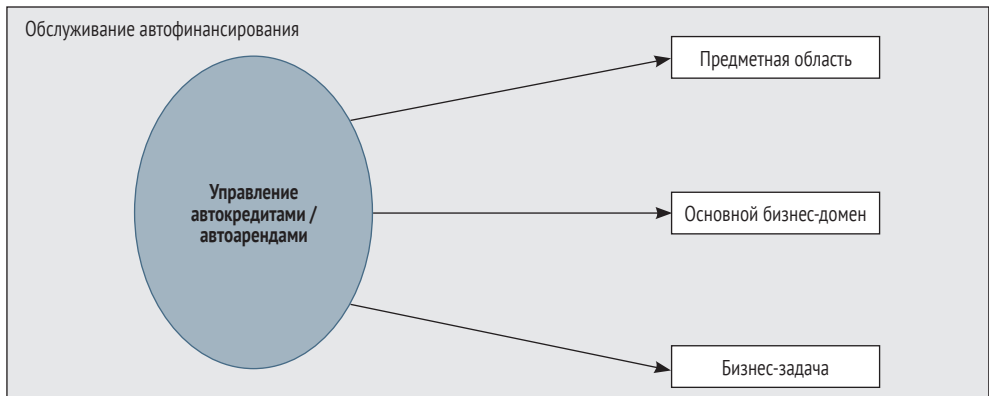 Обслуживание автофинансирования
Предметная область
Управление
автокредитами /
автоарендами
Основной бизнес-домен
Бизнес-задача